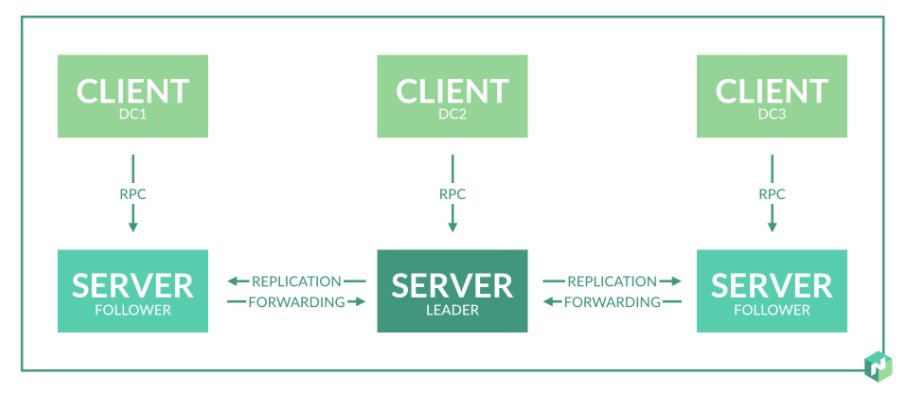 CLIENT
DC1
CLIENT
DC2
CLIENT
DC3
RPC
RPC
RPC
SERVER
FOLLOWER
REPLICATION
FORWARDING
SERVER
LEADER
REPLICATION
FORWARDING
SERVER
FOLLOWER